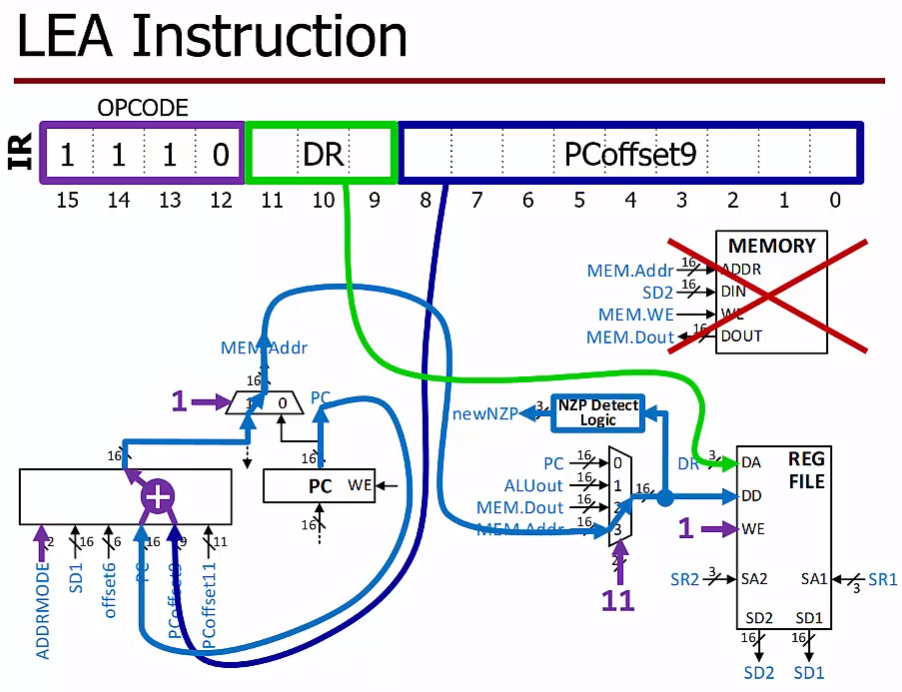 LEA Instruction
OPCODE
IR
1 1 1 0 DR PCoffset9
15 14 13 12 11 10 9 8 7 6 5 4 3 2 1 0
MEMORY
MEM.Addr 16 ADDR
SD2 16 DIN
MEM.WE WE
MEM.Dout 16 DOUT
MEM.Addr
16
1 1 0
PC
16
16
PC WE
16
2 16 6 16 9 11
ADDRMODE
SD1
offset6
PC
PCoffset9
PCoffset11
newNZP 3 NZP Detect
Logic
PC 16 0
ALUout 16 1
MEM.Dout 16 2
MEM.Addr 16 3
16
2
11
REG
FILE
DR 3 DA
DD
1 WE
SR2 3 SA2 SA1 3 SR1
SD2 SD1
16 16
SD2 SD1